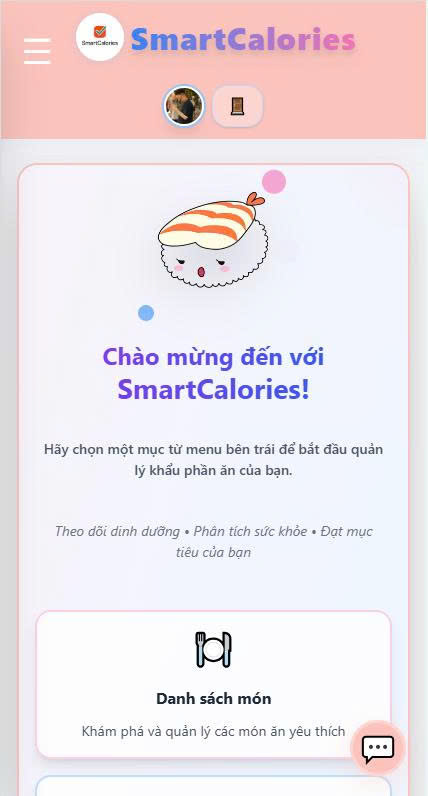 SmartCalories
SmartCalories
Chào mừng đến với
SmartCalories!
Hãy chọn một mục từ menu bên trái để bắt đầu quản
lý khẩu phần ăn của bạn.
Theo dõi dinh dưỡng • Phân tích sức khỏe • Đạt mục
tiêu của bạn
Danh sách món
Khám phá và quản lý các món ăn yêu thích